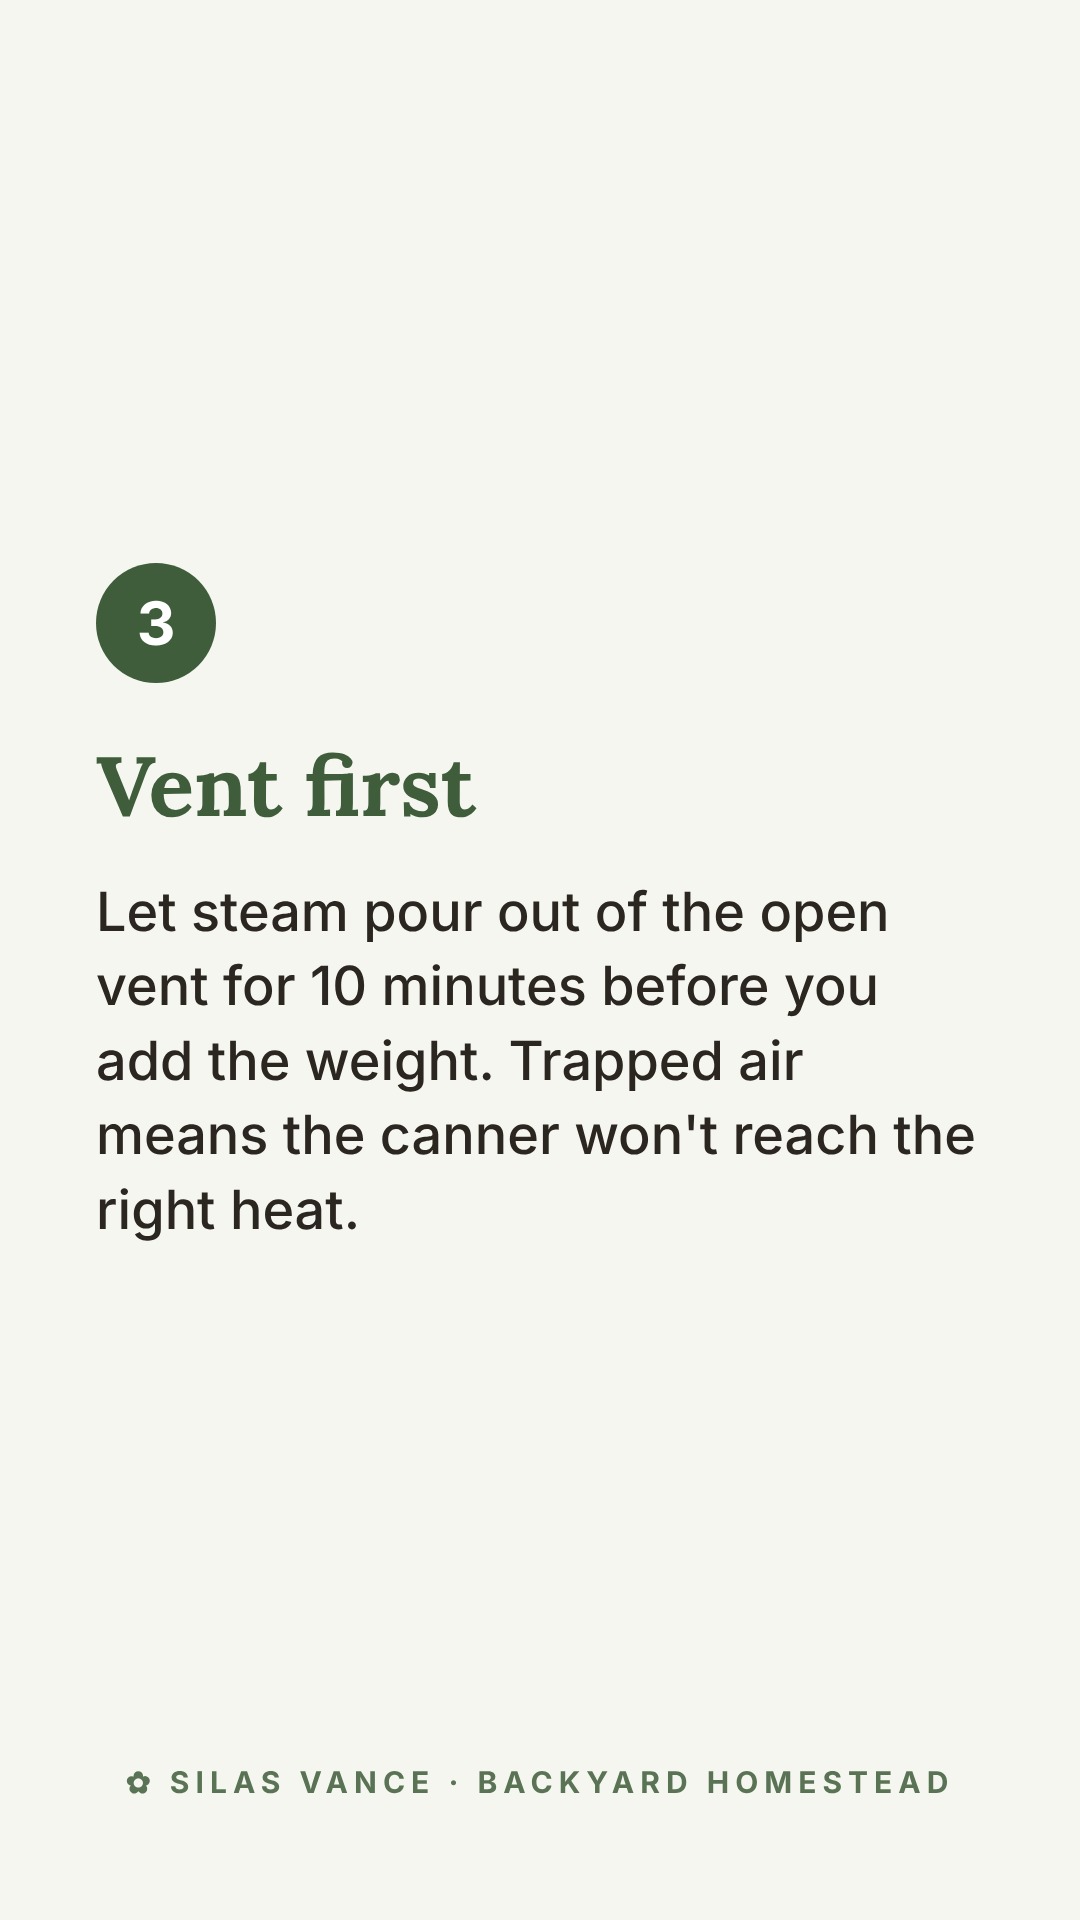 3
Vent first
Let steam pour out of the open
vent for 10 minutes before you
add the weight. Trapped air
means the canner won't reach the
right heat.
✿ SILAS VANCE · BACKYARD HOMESTEAD